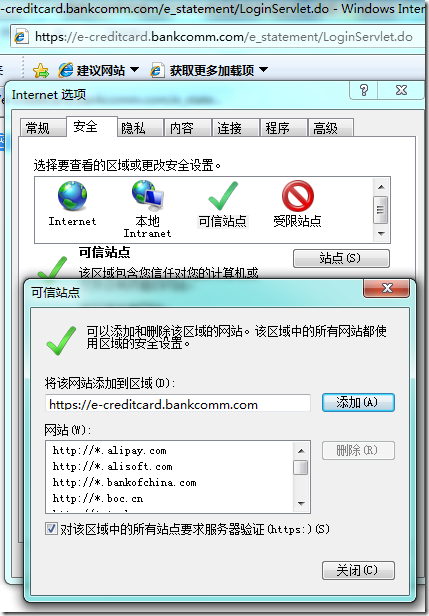 -creditcard.bankcomm.com/e_statement/LoginServlet.do - Windows Inter
https://e-creditcard.bankcomm.com/e_statement/LoginServlet.do
建议网站 获取更多附加项
Internet 选项
常规 安全 隐私 内容 连接 程序 高级
选择要查看的区域或更改安全设置。
Internet 本地 可信站点 受限站点
Intranet
可信站点
站点(S)
该区域包含您信任对您的计算机或
可信站点
可以添加和删除该区域的网站。该区域中的所有网站都使
用区域的安全设置。
将该网站添加到区域(D):
https://e-creditcard.bankcomm.com 添加(A)
网站(W):
http://*.alipay.com 删除(R)
http://*.alisoft.com
http://*.bankofchina.com
http://*.boc.cn
对该区域中的所有站点要求服务器验证(https:)(S)
关闭(C)